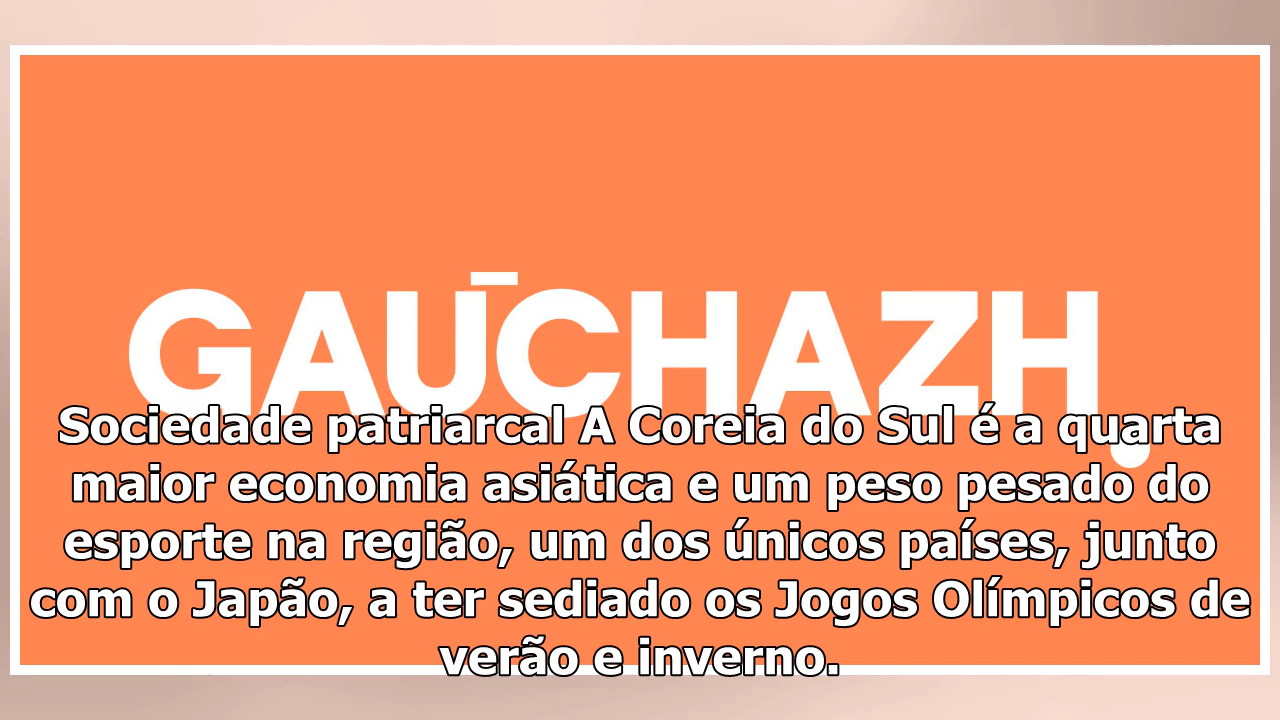 GAÚCHAZH.
Sociedade patriarcal A Coreia do Sul é a quarta
maior economia asiática e um peso pesado do
esporte na região, um dos únicos países, junto
com o Japão, a ter sediado os Jogos Olímpicos de
verão e inverno.